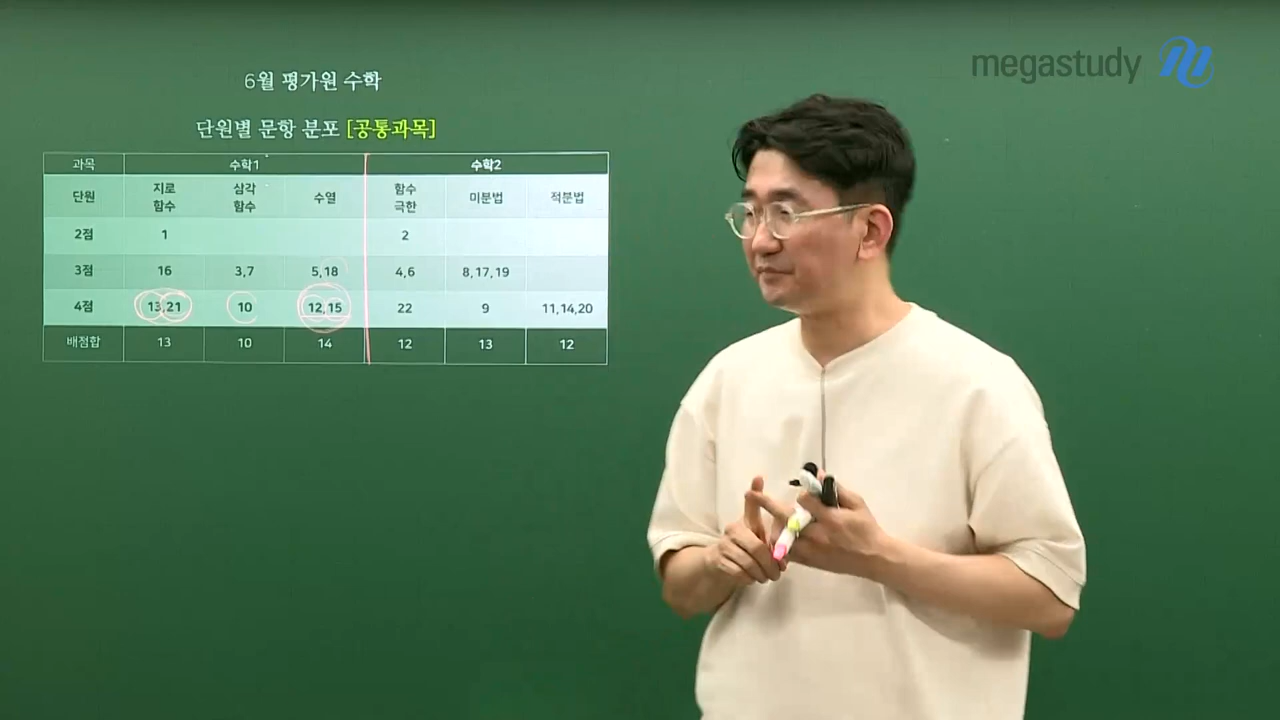 megastudy
6월 평가원 수학
단원별 문항 분포 [공통과목]
과목 수학1 수학2
단원 지로 함수 삼각 함수 수열 함수 극한 미분법 적분법
2점 1 2
3점 16 3,7 5,18 4,6 8,17,19
4점 13,21 10 12,15 22 9 11,14,20
배점합 13 10 14 12 13 12